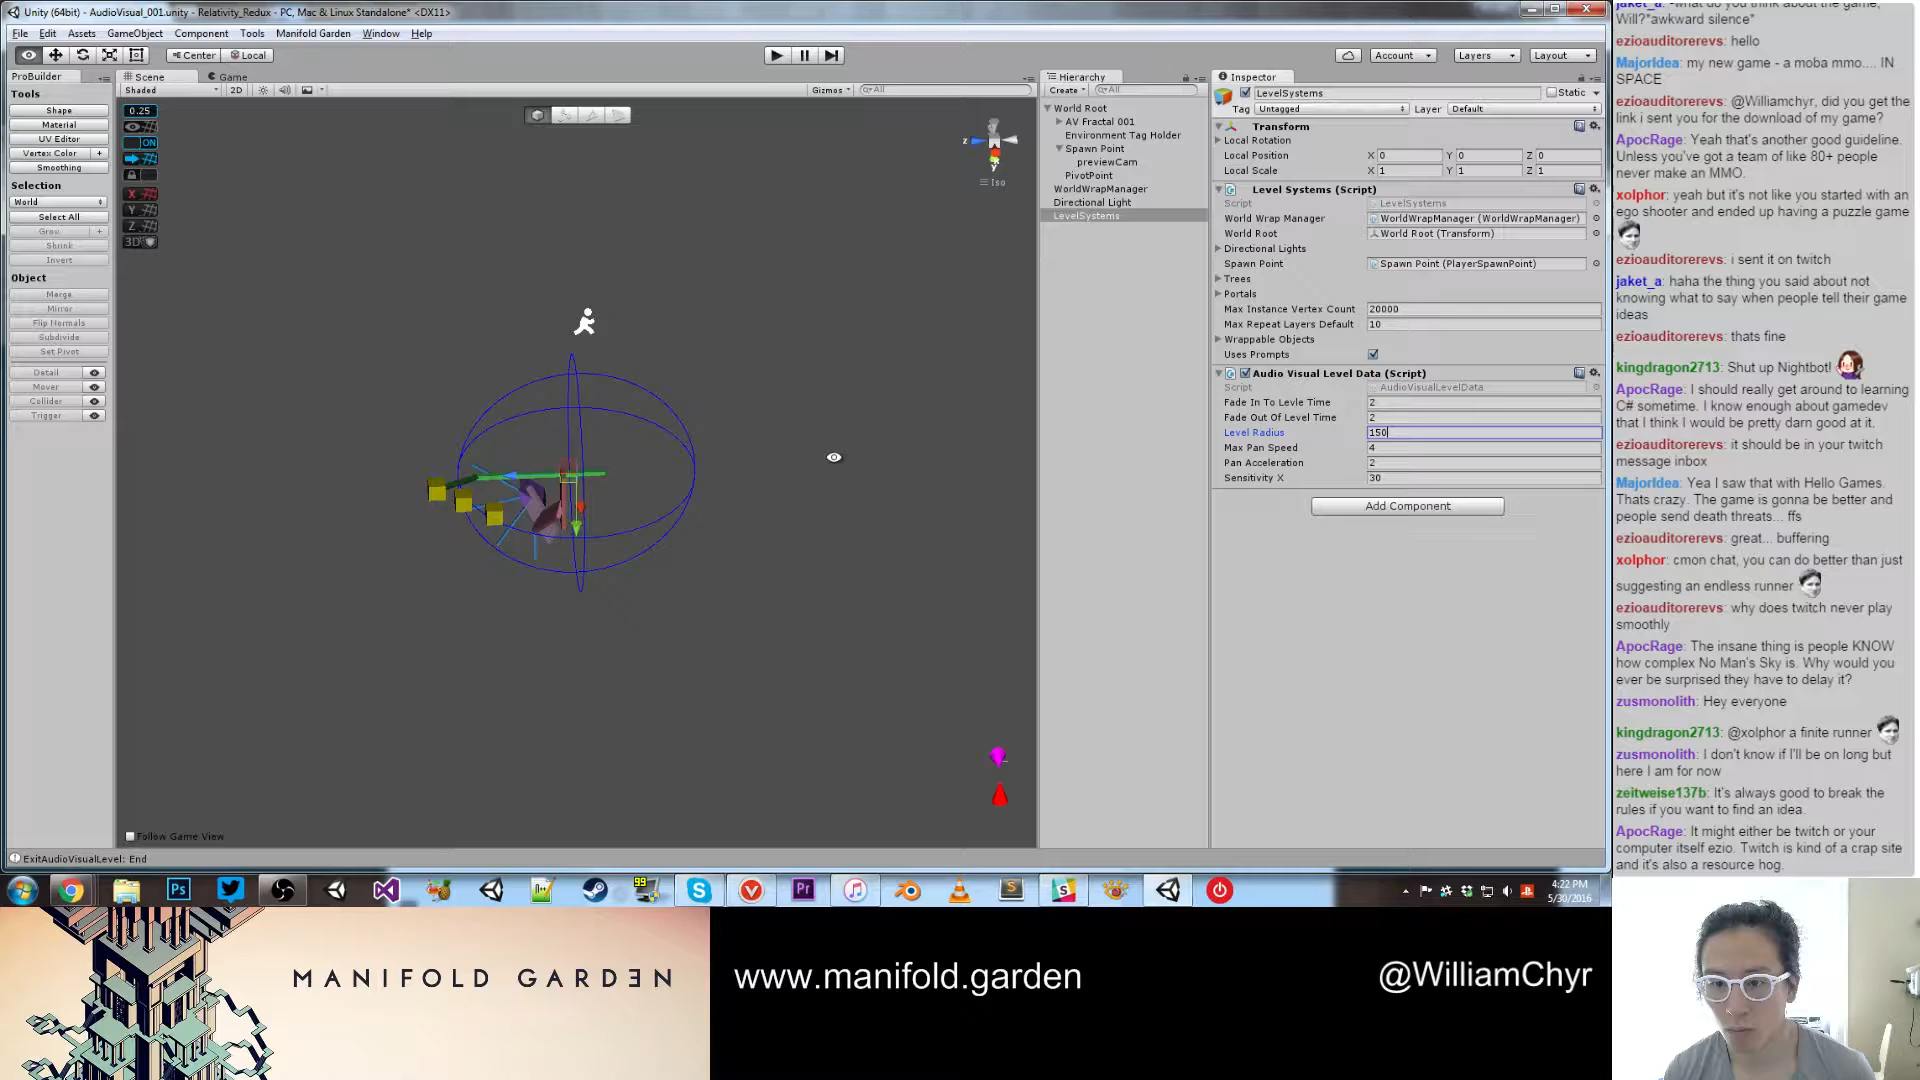 Unity (64bit) - AudioVisual_001.unity - Relativity_Redux - PC, Mac & Linux Standalone* <DX11>
File Edit Assets GameObject Component Tools Manifold Garden Window Help
Center Local
Account Layers Layout
ProBuilder
Tools
Shape
Material
UV Editor
Vertex Color +
Smoothing
Selection
World
Select All
Grow +
Shrink
Invert
Object
Merge
Mirror
Flip Normals
Subdivide
Set Pivot
Detail
Mover
Collider
Trigger
Scene Game
Shaded 2D Gizmos All
0.25
ON
X
Y
Z
3D
z
y
Iso
Follow Game View
ExitAudioVisualLevel: End
Hierarchy
Create All
World Root
AV Fractal 001
Environment Tag Holder
Spawn Point
previewCam
PivotPoint
WorldWrapManager
Directional Light
LevelSystems
Inspector
LevelSystems Static
Tag Untagged Layer Default
Transform
Local Rotation
Local Position X 0 Y 0 Z 0
Local Scale X 1 Y 1 Z 1
Level Systems (Script)
Script LevelSystems
World Wrap Manager WorldWrapManager (WorldWrapManager)
World Root World Root (Transform)
Directional Lights
Spawn Point Spawn Point (PlayerSpawnPoint)
Trees
Portals
Max Instance Vertex Count 20000
Max Repeat Layers Default 10
Wrappable Objects
Uses Prompts
Audio Visual Level Data (Script)
Script AudioVisualLevelData
Fade In To Levle Time 2
Fade Out Of Level Time 2
Level Radius 150
Max Pan Speed 4
Pan Acceleration 2
Sensitivity X 30
Add Component
jaket_a: *what do you think about the game,
Will?*awkward silence*
ezioauditorerevs: hello
MajorIdea: my new game - a moba mmo.... IN
SPACE
ezioauditorerevs: @Williamchyr, did you get the
link i sent you for the download of my game?
ApocRage: Yeah that's another good guideline.
Unless you've got a team of like 80+ people
never make an MMO.
xolphor: yeah but it's not like you started with an
ego shooter and ended up having a puzzle game
ezioauditorerevs: i sent it on twitch
jaket_a: haha the thing you said about not
knowing what to say when people tell their game
ideas
ezioauditorerevs: thats fine
kingdragon2713: Shut up Nightbot!
ApocRage: I should really get around to learning
C# sometime. I know enough about gamedev
that I think I would be pretty darn good at it.
ezioauditorerevs: it should be in your twitch
message inbox
MajorIdea: Yea I saw that with Hello Games.
Thats crazy. The game is gonna be better and
people send death threats... ffs
ezioauditorerevs: great... buffering
xolphor: cmon chat, you can do better than just
suggesting an endless runner
ezioauditorerevs: why does twitch never play
smoothly
ApocRage: The insane thing is people KNOW
how complex No Man's Sky is. Why would you
ever be surprised they have to delay it?
zusmonolith: Hey everyone
kingdragon2713: @xolphor a finite runner
zusmonolith: I don't know if I'll be on long but
here I am for now
zeitweise137b: It's always good to break the
rules if you want to find an idea.
ApocRage: It might either be twitch or your
computer itself ezio. Twitch is kind of a crap site
and it's also a resource hog.
Ps
99
Pr
4:22 PM
5/30/2016
MANIFOLD GARDƎN
www.manifold.garden
@WilliamChyr